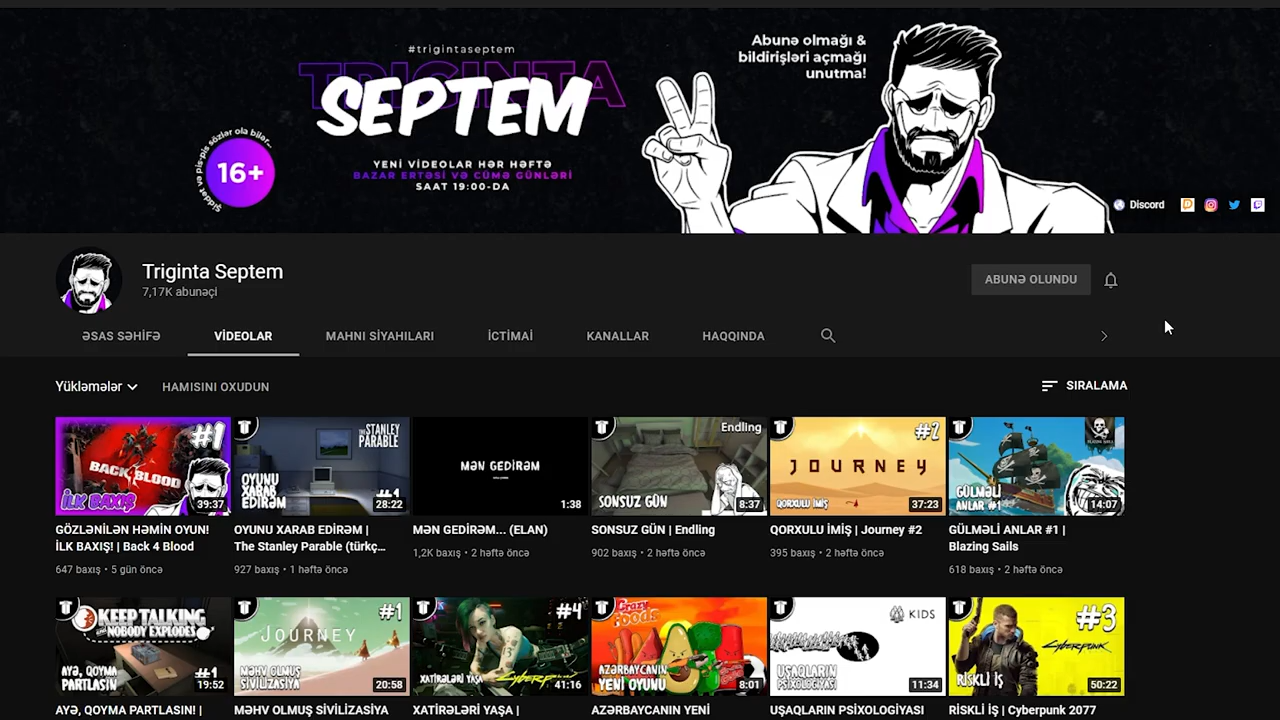 #trigintaseptem
TRIGINTA
SEPTEM
YENİ VİDEOLAR HƏR HƏFTƏ
BAZAR ERTƏSİ VƏ CÜMƏ GÜNLƏRİ
SAAT 19:00-DA
Şiddət və pis-pis sözlər ola bilər~
16+
Abunə olmağı &
bildirişləri açmağı
unutma!
Discord
Triginta Septem
7,17K abunəçi
ABUNƏ OLUNDU
ƏSAS SƏHİFƏ VİDEOLAR MAHNI SİYAHILARI İCTİMAİ KANALLAR HAQQINDA
Yükləmələr HAMISINI OXUDUN SIRALAMA
#1
BACK 4 BLOOD
İLK BAXIŞ
39:37
GÖZLƏNİLƏN HƏMİN OYUN!
İLK BAXIŞ! | Back 4 Blood
647 baxış • 5 gün öncə
THE STANLEY
PARABLE
OYUNU
XARAB
EDİRƏM
#1
28:22
OYUNU XARAB EDİRƏM |
The Stanley Parable (türkç...
927 baxış • 1 həftə öncə
MƏN GEDİRƏM
1:38
MƏN GEDİRƏM... (ELAN)
1,2K baxış • 2 həftə öncə
Endling
SONSUZ GÜN
8:37
SONSUZ GÜN | Endling
902 baxış • 2 həftə öncə
#2
JOURNEY
QORXULU İMİŞ
37:23
QORXULU İMİŞ | Journey #2
395 baxış • 2 həftə öncə
GÜLMƏLİ
ANLAR #1
14:07
GÜLMƏLİ ANLAR #1 |
Blazing Sails
618 baxış • 2 həftə öncə
KEEP TALKING
AND NOBODY EXPLODES
AYƏ, QOYMA
PARTLASIN
#1
19:52
AYƏ, QOYMA PARTLASIN! |
#1
JOURNEY
MƏHV OLMUŞ
SİVİLİZASİYA
20:58
MƏHV OLMUŞ SİVİLİZASİYA
#4
XATİRƏLƏRİ YAŞA
Cyberpunk
41:16
XATİRƏLƏRİ YAŞA |
Crazy
Foods
AZƏRBAYCANIN
YENİ OYUNU
8:01
AZƏRBAYCANIN YENİ
KIDS
UŞAQLARIN
PSİXOLOGİYASI
11:34
UŞAQLARIN PSİXOLOGİYASI
#3
Cyberpunk
RİSKLİ İŞ
50:22
RİSKLİ İŞ | Cyberpunk 2077